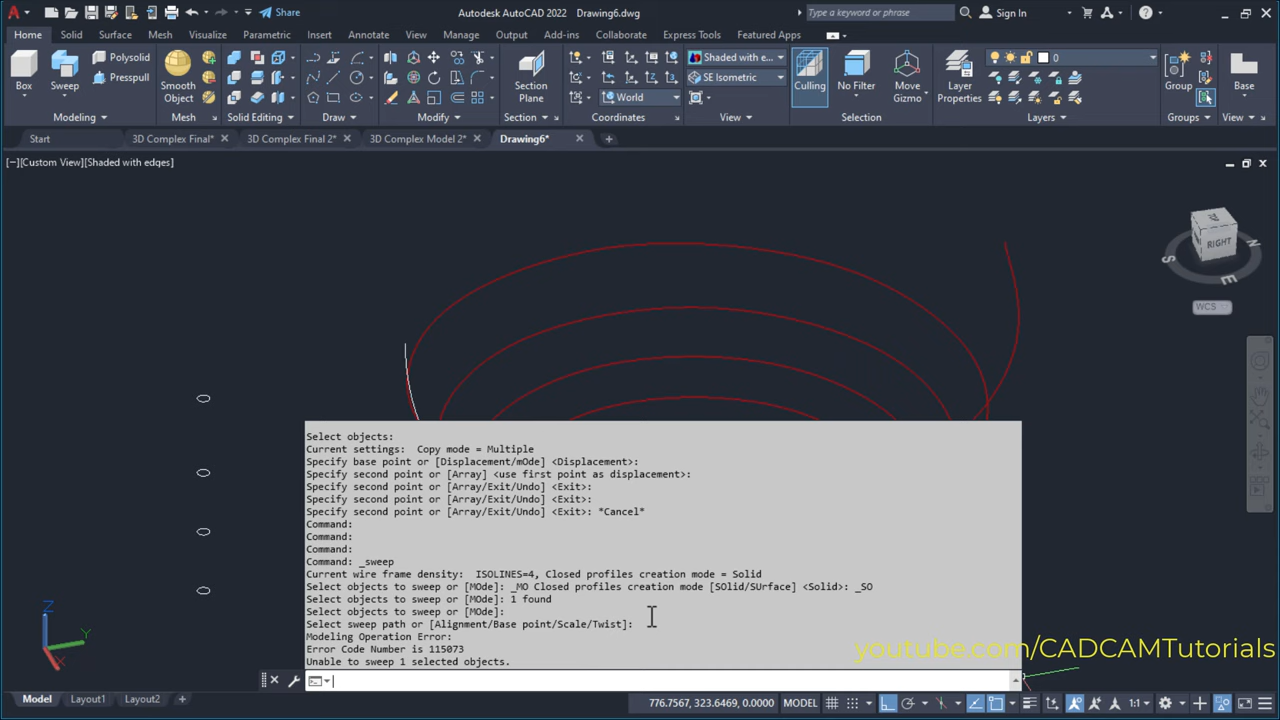 Share
Autodesk AutoCAD 2022 Drawing6.dwg
Type a keyword or phrase
Sign In
Home Solid Surface Mesh Visualize Parametric Insert Annotate View Manage Output Add-ins Collaborate Express Tools Featured Apps
Box
Sweep
Polysolid
Presspull
Smooth
Object
Section
Plane
World
Shaded with e...
SE Isometric
Culling
No Filter
Move
Gizmo
Layer
Properties
0
Group
Base
Modeling
Mesh
Solid Editing
Draw
Modify
Section
Coordinates
View
Selection
Layers
Groups
View
Start
3D Complex Final*
3D Complex Final 2*
3D Complex Model 2*
Drawing6*
[−][Custom View][Shaded with edges]
RIGHT
S
N
E
WCS
Select objects:
Current settings:  Copy mode = Multiple
Specify base point or [Displacement/mOde] <Displacement>:
Specify second point or [Array] <use first point as displacement>:
Specify second point or [Array/Exit/Undo] <Exit>:
Specify second point or [Array/Exit/Undo] <Exit>:
Specify second point or [Array/Exit/Undo] <Exit>: *Cancel*
Command:
Command:
Command:
Command: _sweep
Current wire frame density:  ISOLINES=4, Closed profiles creation mode = Solid
Select objects to sweep or [MOde]: _MO Closed profiles creation mode [SOlid/SUrface] <Solid>: _SO
Select objects to sweep or [MOde]: 1 found
Select objects to sweep or [MOde]:
Select sweep path or [Alignment/Base point/Scale/Twist]:
Modeling Operation Error:
Error Code Number is 115073
Unable to sweep 1 selected objects.
youtube.com/CADCAMTutorials
Z
Y
X
Model
Layout1
Layout2
776.7567, 323.6469, 0.0000
MODEL
1:1